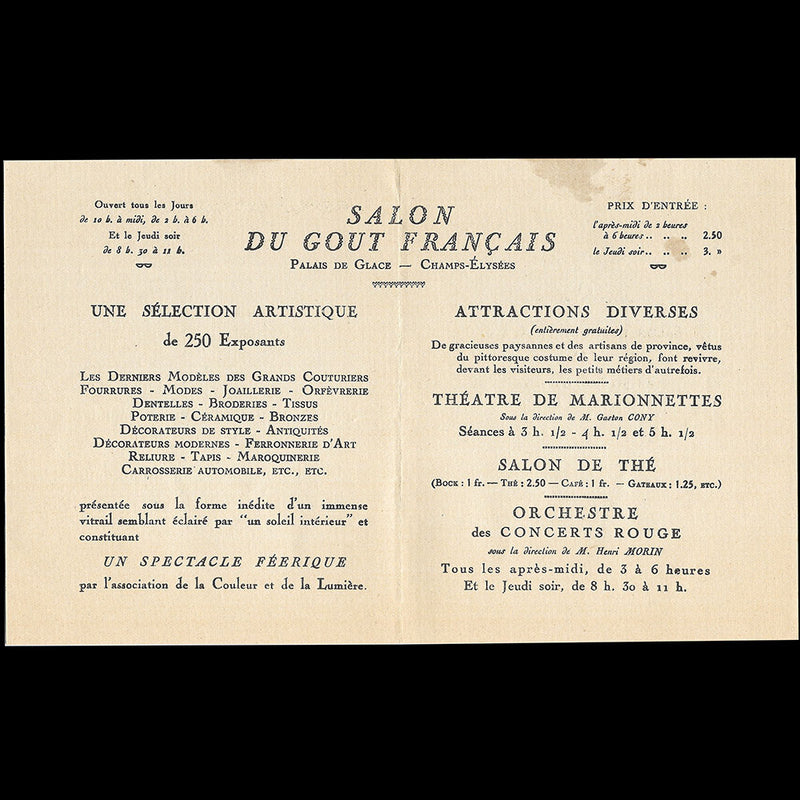 Ouvert tous les Jours
de 10 h. à midi, de 2 h. à 6 h.
Et le Jeudi soir
de 8 h. 30 à 11 h.
SALON
DU GOUT FRANÇAIS
PALAIS DE GLACE — CHAMPS-ÉLYSÉES
PRIX D'ENTRÉE :
l'après-midi de 2 heures
à 6 heures .. .. .. 2.50
le Jeudi soir .. .. .. 3. »
UNE SÉLECTION ARTISTIQUE
de 250 Exposants
LES DERNIERS MODÈLES DES GRANDS COUTURIERS
FOURRURES - MODES - JOAILLERIE - ORFÈVRERIE
DENTELLES - BRODERIES - TISSUS
POTERIE - CÉRAMIQUE - BRONZES
DÉCORATEURS DE STYLE - ANTIQUITÉS
DÉCORATEURS MODERNES - FERRONNERIE D'ART
RELIURE - TAPIS - MAROQUINERIE
CARROSSERIE AUTOMOBILE, ETC., ETC.
présentée sous la forme inédite d'un immense
vitrail semblant éclairé par "un soleil intérieur" et
constituant
UN SPECTACLE FÉERIQUE
par l'association de la Couleur et de la Lumière.
ATTRACTIONS DIVERSES
(entièrement gratuites)
De gracieuses paysannes et des artisans de province, vêtus
du pittoresque costume de leur région, font revivre,
devant les visiteurs, les petits métiers d'autrefois.
THÉATRE DE MARIONNETTES
Sous la direction de M. Gaston CONY
Séances à 3 h. 1/2 - 4 h. 1/2 et 5 h. 1/2
SALON DE THÉ
(BOCK : 1 fr. — THÉ : 2.50 — CAFÉ : 1 fr. — GATEAUX : 1.25, ETC.)
ORCHESTRE
des CONCERTS ROUGE
sous la direction de M. Henri MORIN
Tous les après-midi, de 3 à 6 heures
Et le Jeudi soir, de 8 h. 30 à 11 h.